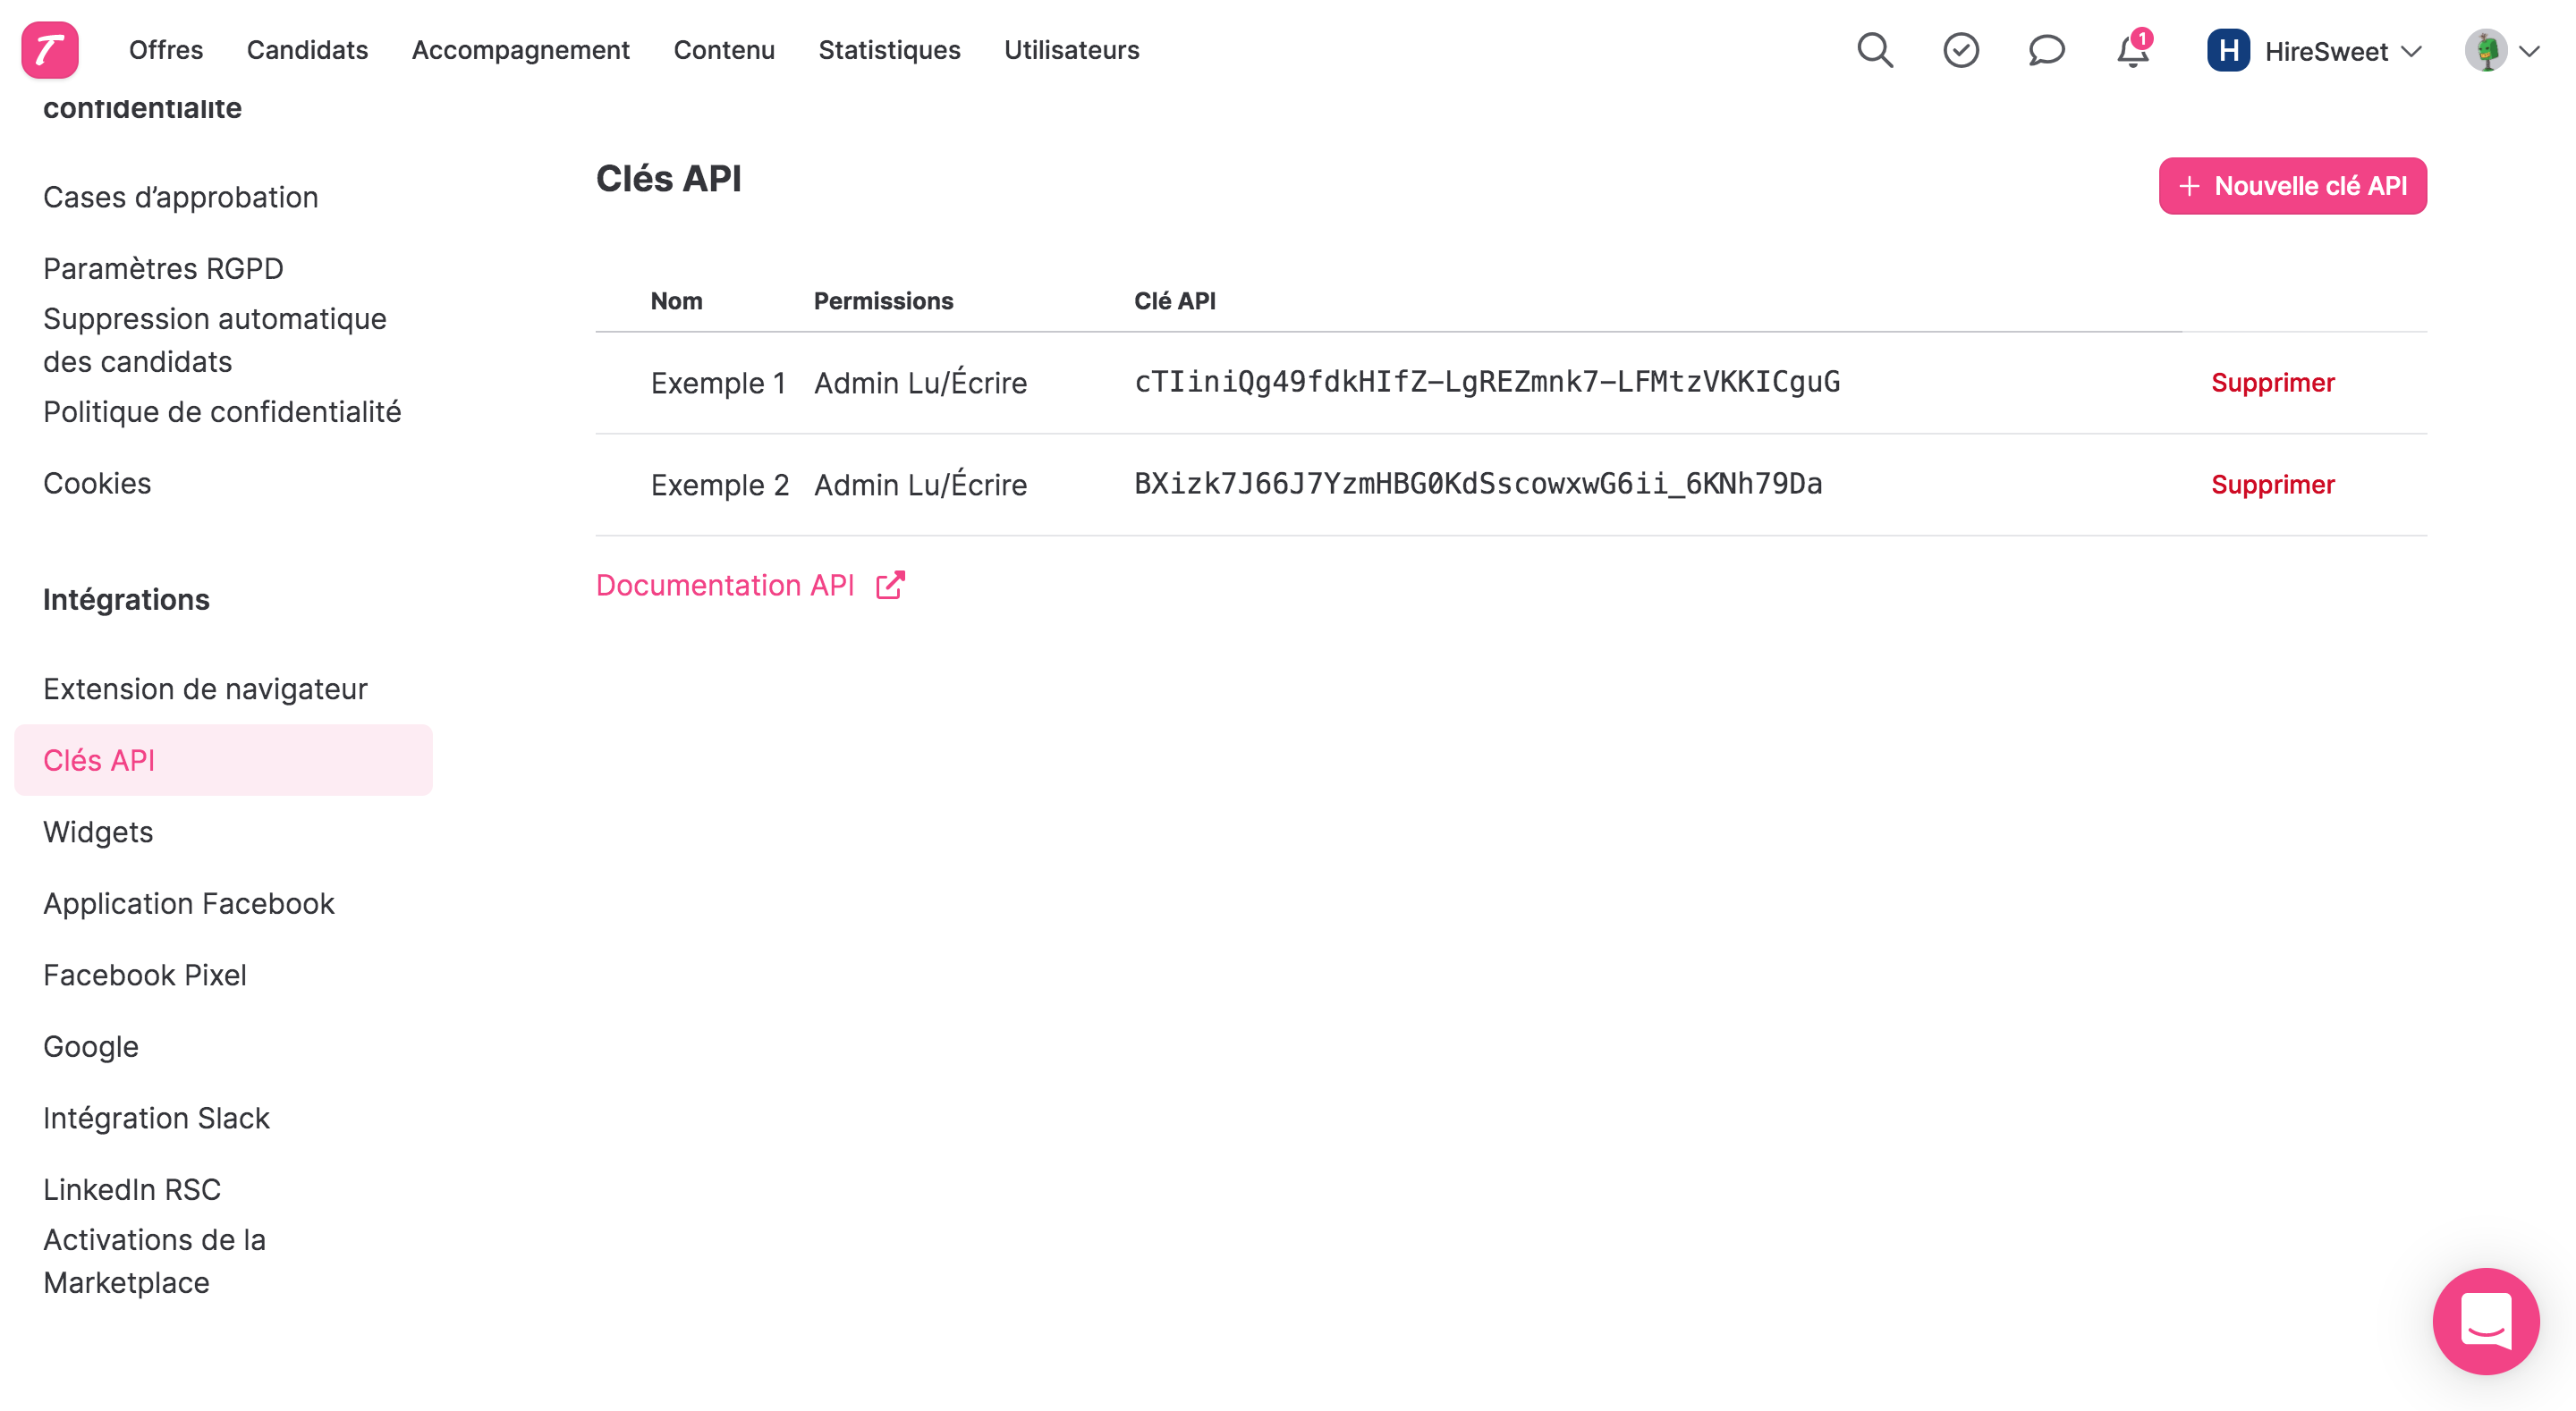 Offres Candidats Accompagnement Contenu Statistiques Utilisateurs 1 H HireSweet
confidentialité
Cases d’approbation
Paramètres RGPD
Suppression automatique
des candidats
Politique de confidentialité
Cookies
Intégrations
Extension de navigateur
Clés API
Widgets
Application Facebook
Facebook Pixel
Google
Intégration Slack
LinkedIn RSC
Activations de la
Marketplace
Clés API
+ Nouvelle clé API
Nom Permissions Clé API
Exemple 1 Admin Lu/Écrire cTIiniQg49fdkHIfZ-LgREZmnk7-LFMtzVKKICguG Supprimer
Exemple 2 Admin Lu/Écrire BXizk7J66J7YzmHBG0KdSscowxwG6ii_6KNh79Da Supprimer
Documentation API